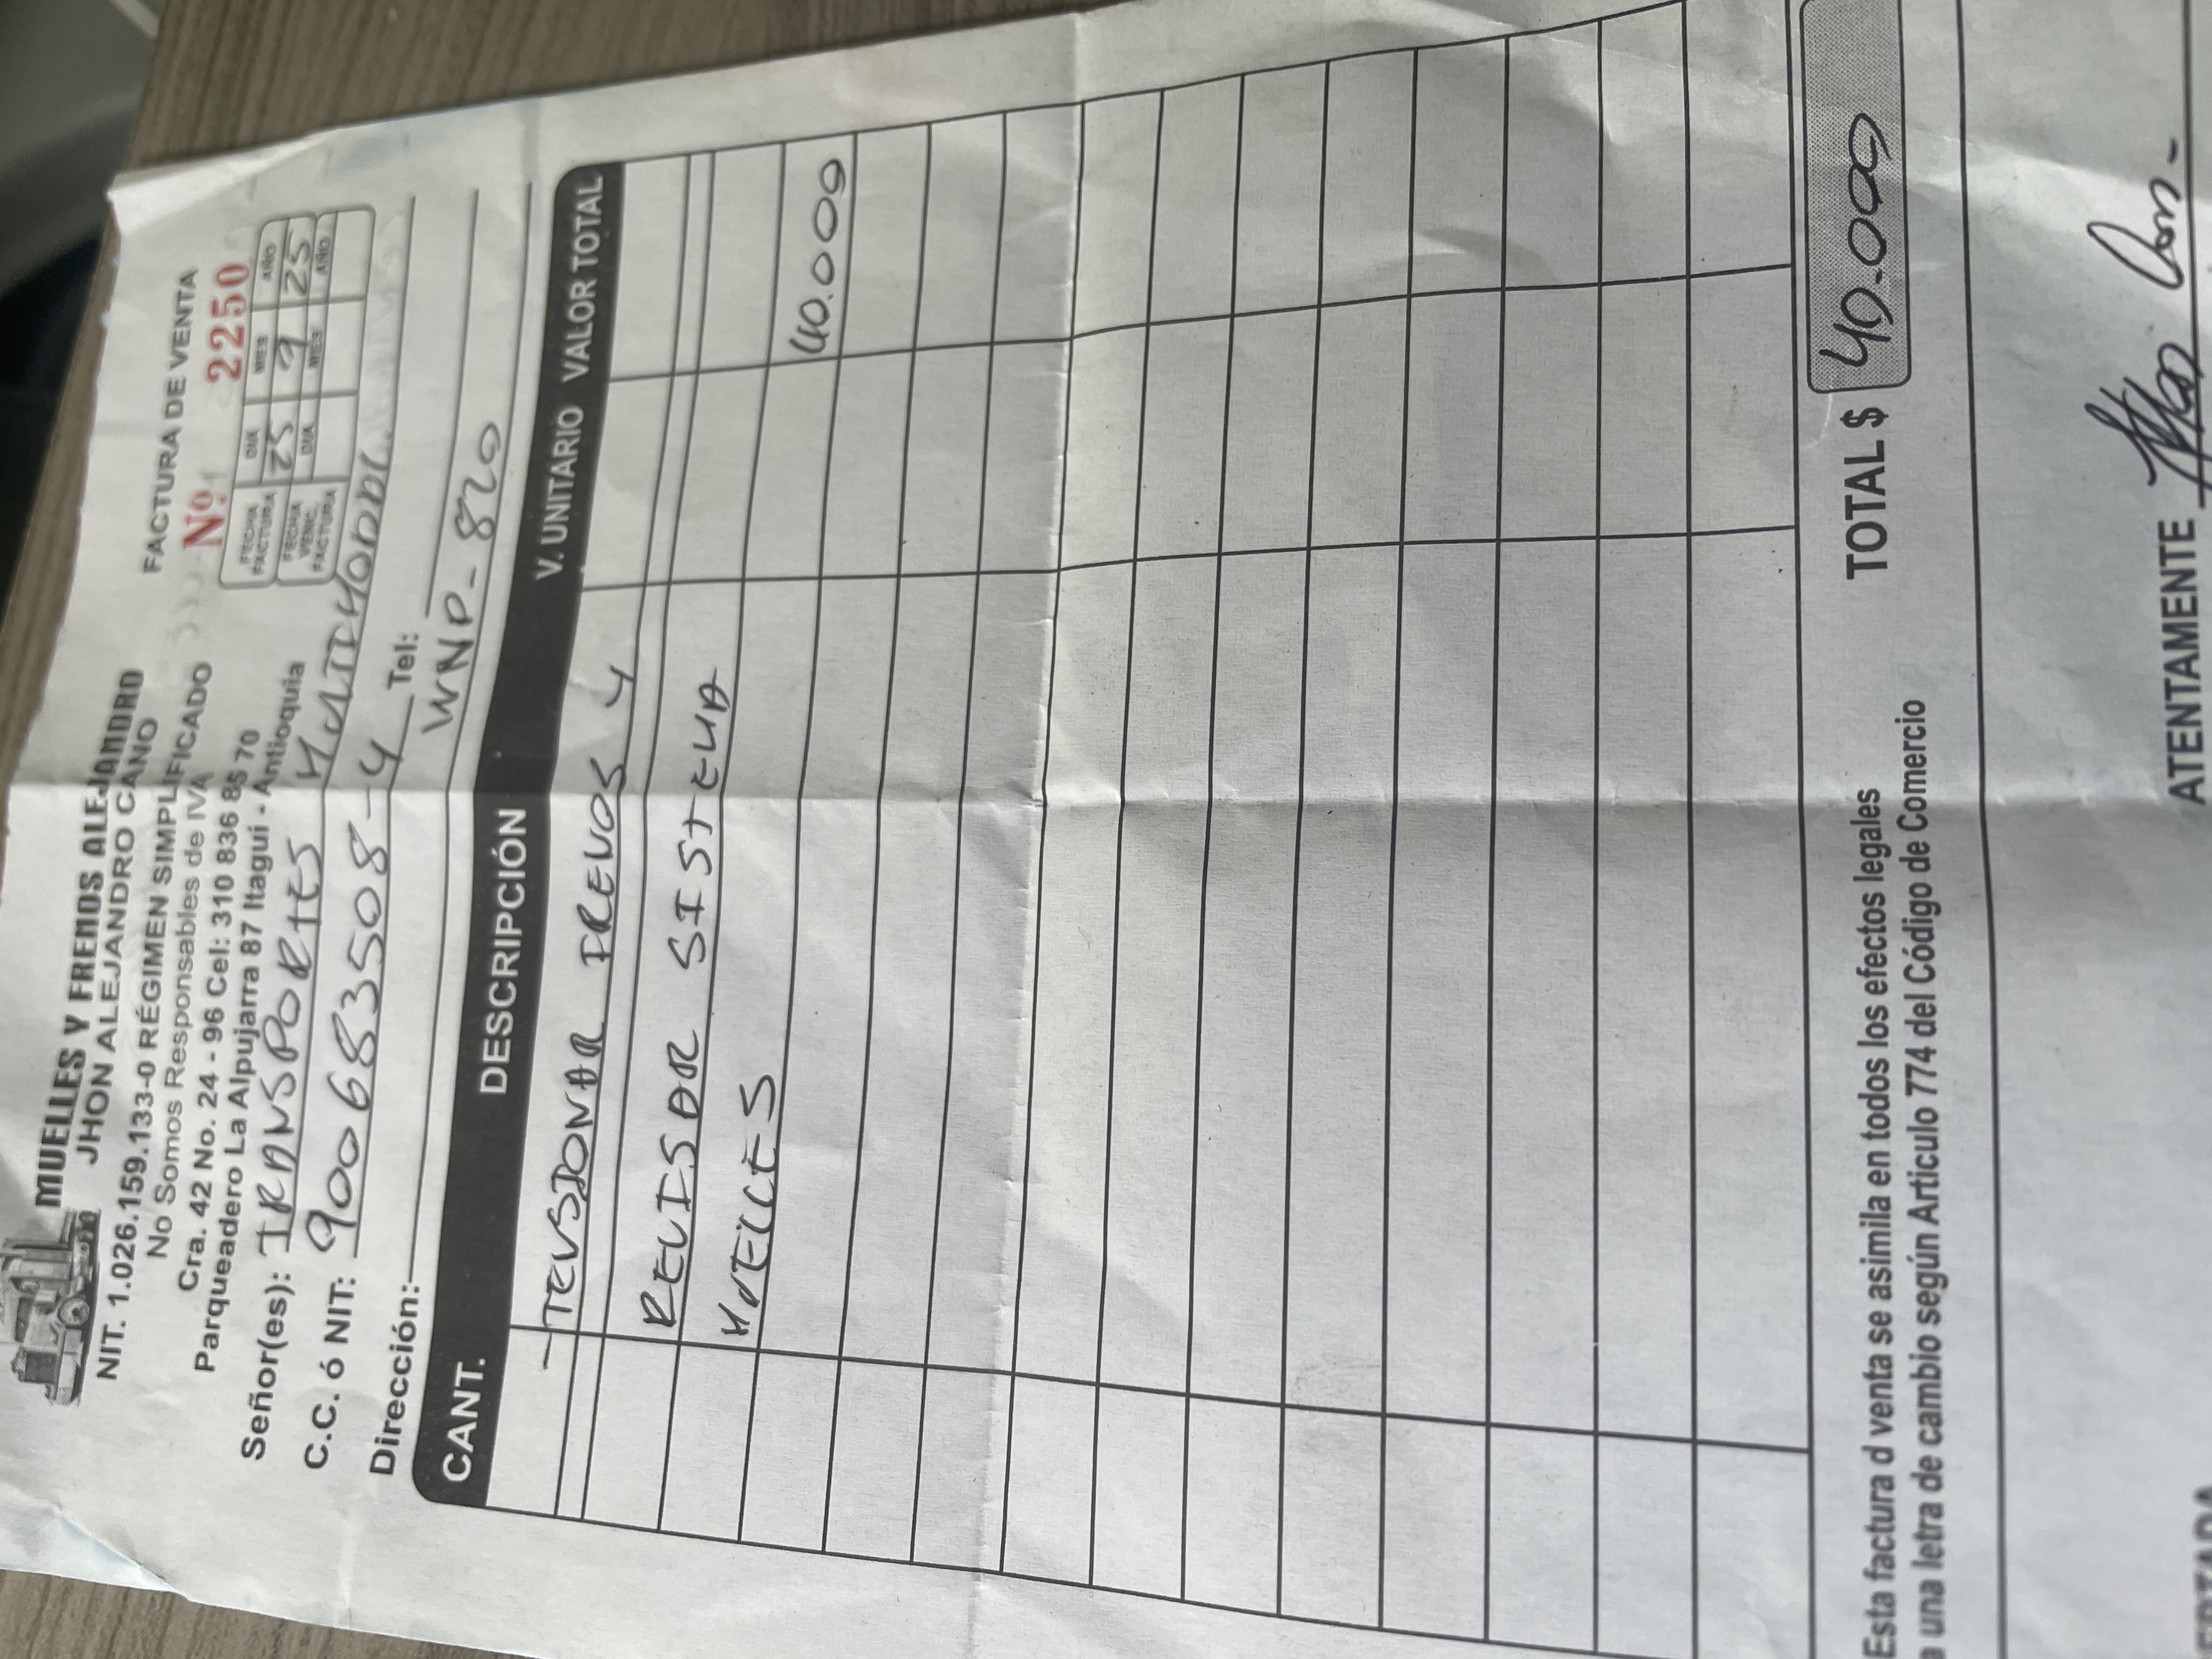 MUELLES Y FRENOS ALEJANDRO
JHON ALEJANDRO CANO
NIT. 1.026.159.133-0 RÉGIMEN SIMPLIFICADO
No Somos Responsables de IVA
Cra. 42 No. 24 - 96 Cel: 310 836 85 70
Parqueadero La Alpujarra 87 Itaguí - Antioquia
FACTURA DE VENTA
Nº 2250
FECHA FACTURA DIA 25 MES 9 AÑO 25
FECHA VENC. FACTURA DIA MES AÑO
Señor(es): TRANSPORTES MULTIMODAL
C.C. ó NIT: 900683508-4 Tel:
Dirección: WNP-820
CANT. DESCRIPCIÓN V. UNITARIO VALOR TOTAL
TENSIONAR FRENOS Y
REVISAR SISTEMA
MUELLES 40.000
TOTAL $ 40.000
Esta factura d venta se asimila en todos los efectos legales
a una letra de cambio según Articulo 774 del Código de Comercio
ATENTAMENTE